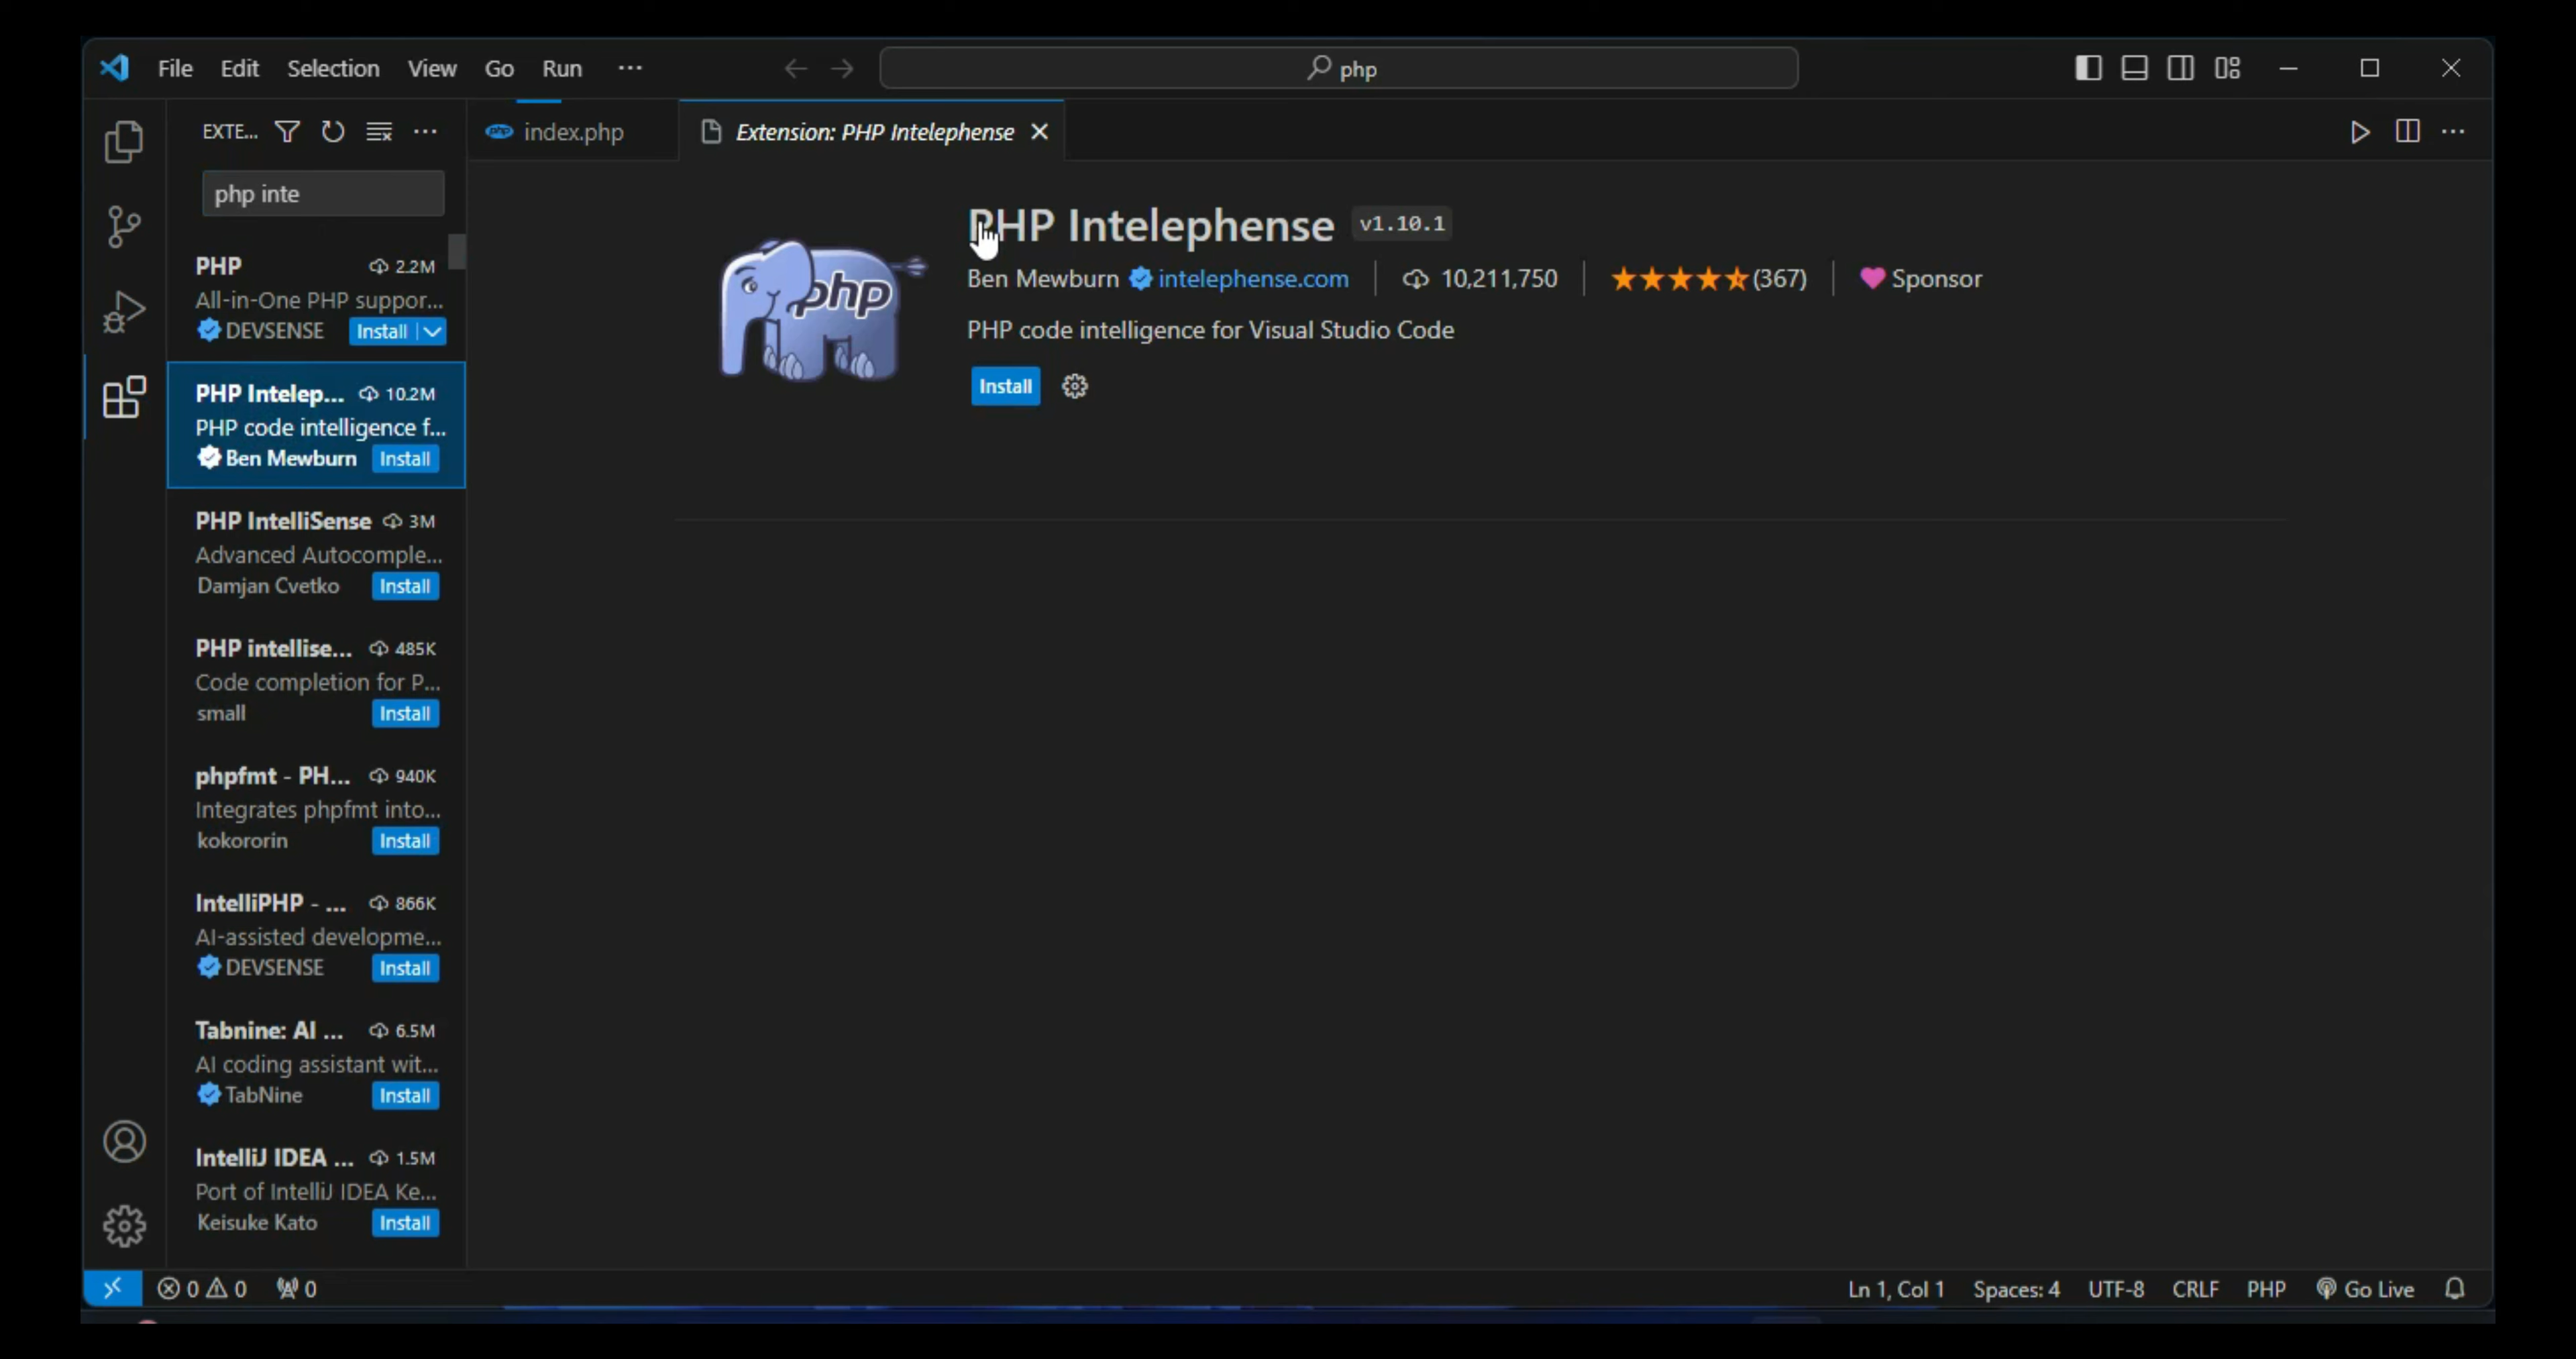 File Edit Selection View Go Run ···
php
EXTE... ···
index.php
Extension: PHP Intelephense
php inte
PHP 2.2M
All-in-One PHP suppor...
DEVSENSE Install
PHP Intelep... 10.2M
PHP code intelligence f...
Ben Mewburn Install
PHP IntelliSense 3M
Advanced Autocomple...
Damjan Cvetko Install
PHP intellise... 485K
Code completion for P...
small Install
phpfmt - PH... 940K
Integrates phpfmt into...
kokororin Install
IntelliPHP - ... 866K
AI-assisted developme...
DEVSENSE Install
Tabnine: AI ... 6.5M
AI coding assistant wit...
TabNine Install
IntelliJ IDEA ... 1.5M
Port of IntelliJ IDEA Ke...
Keisuke Kato Install
php
PHP Intelephense v1.10.1
Ben Mewburn intelephense.com 10,211,750 (367) Sponsor
PHP code intelligence for Visual Studio Code
Install
0 0 0
Ln 1, Col 1 Spaces: 4 UTF-8 CRLF PHP Go Live